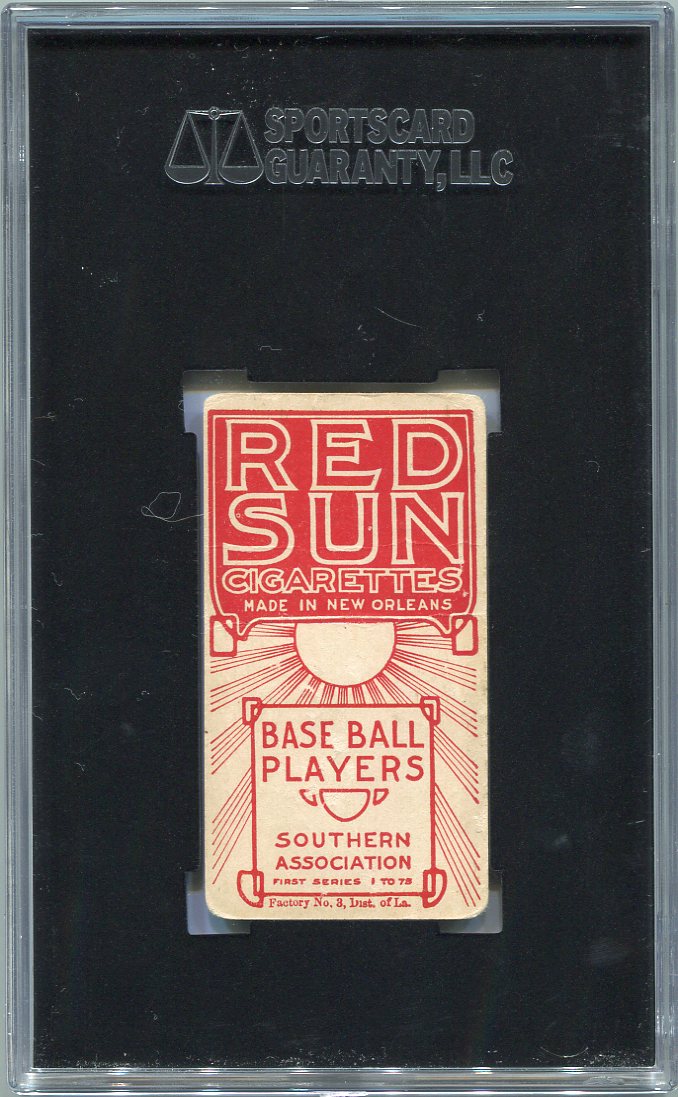 SPORTSCARD
GUARANTY, LLC
RED
SUN
CIGARETTES
MADE IN NEW ORLEANS
BASE BALL
PLAYERS
SOUTHERN
ASSOCIATION
FIRST SERIES 1 TO 75
Factory No. 3, Dist. of La.